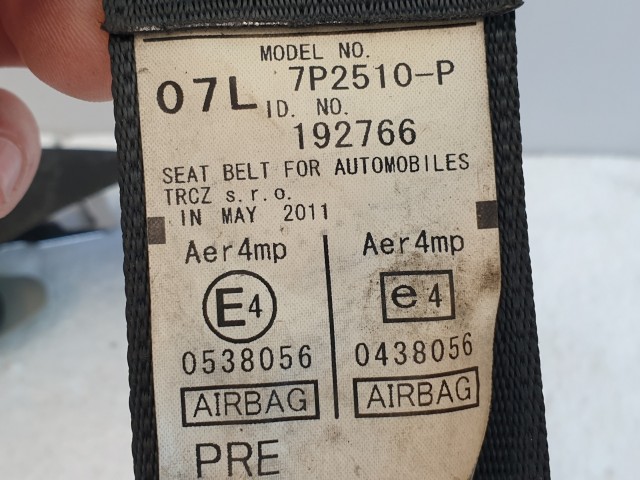 MODEL NO.
07L 7P2510-P
ID. NO.
192766
SEAT BELT FOR AUTOMOBILES
TRCZ s.r.o.
IN MAY 2011
Aer4mp Aer4mp
E4 e4
0538056 0438056
AIRBAG AIRBAG
PRE